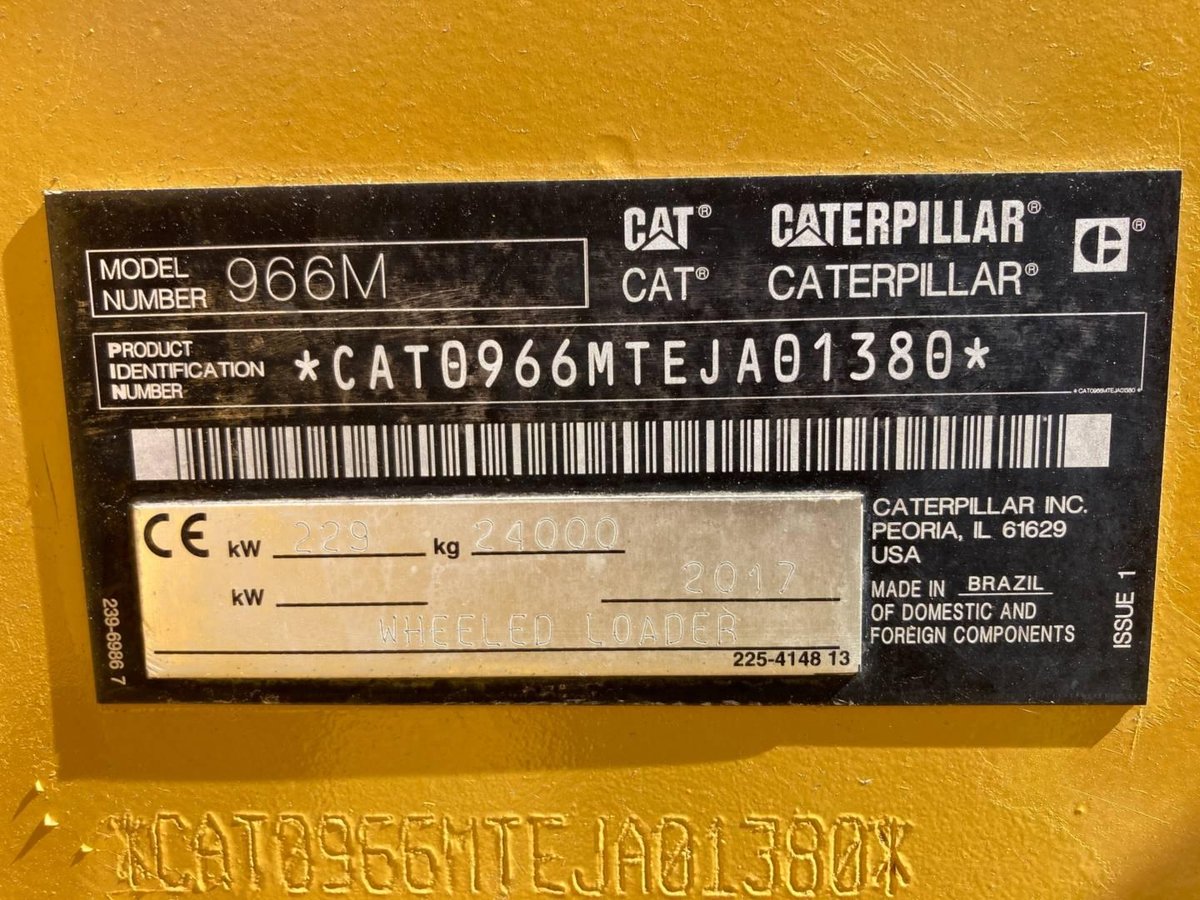 CAT® CATERPILLAR® ®
CAT® CATERPILLAR®
MODEL NUMBER 966M
PRODUCT
IDENTIFICATION
NUMBER
*CAT0966MTEJA01380*
*CAT0966MTEJA01380*
CE kW 229 kg 24000
kW 2017
WHEELED LOADER
225-4148 13
239-6986 7
CATERPILLAR INC.
PEORIA, IL 61629
USA
MADE IN BRAZIL
OF DOMESTIC AND
FOREIGN COMPONENTS
ISSUE 1
*CAT0966MTEJA01380*